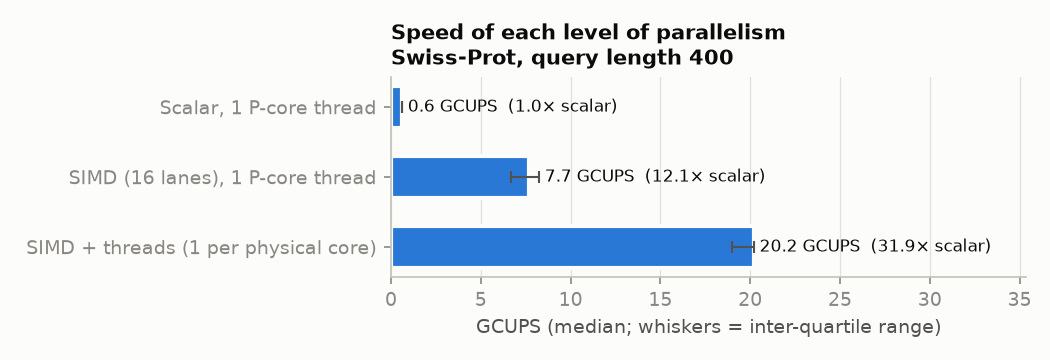 Speed of each level of parallelism
Swiss-Prot, query length 400
Scalar, 1 P-core thread
0.6 GCUPS (1.0× scalar)
SIMD (16 lanes), 1 P-core thread
7.7 GCUPS (12.1× scalar)
SIMD + threads (1 per physical core)
20.2 GCUPS (31.9× scalar)
0 5 10 15 20 25 30 35
GCUPS (median; whiskers = inter-quartile range)